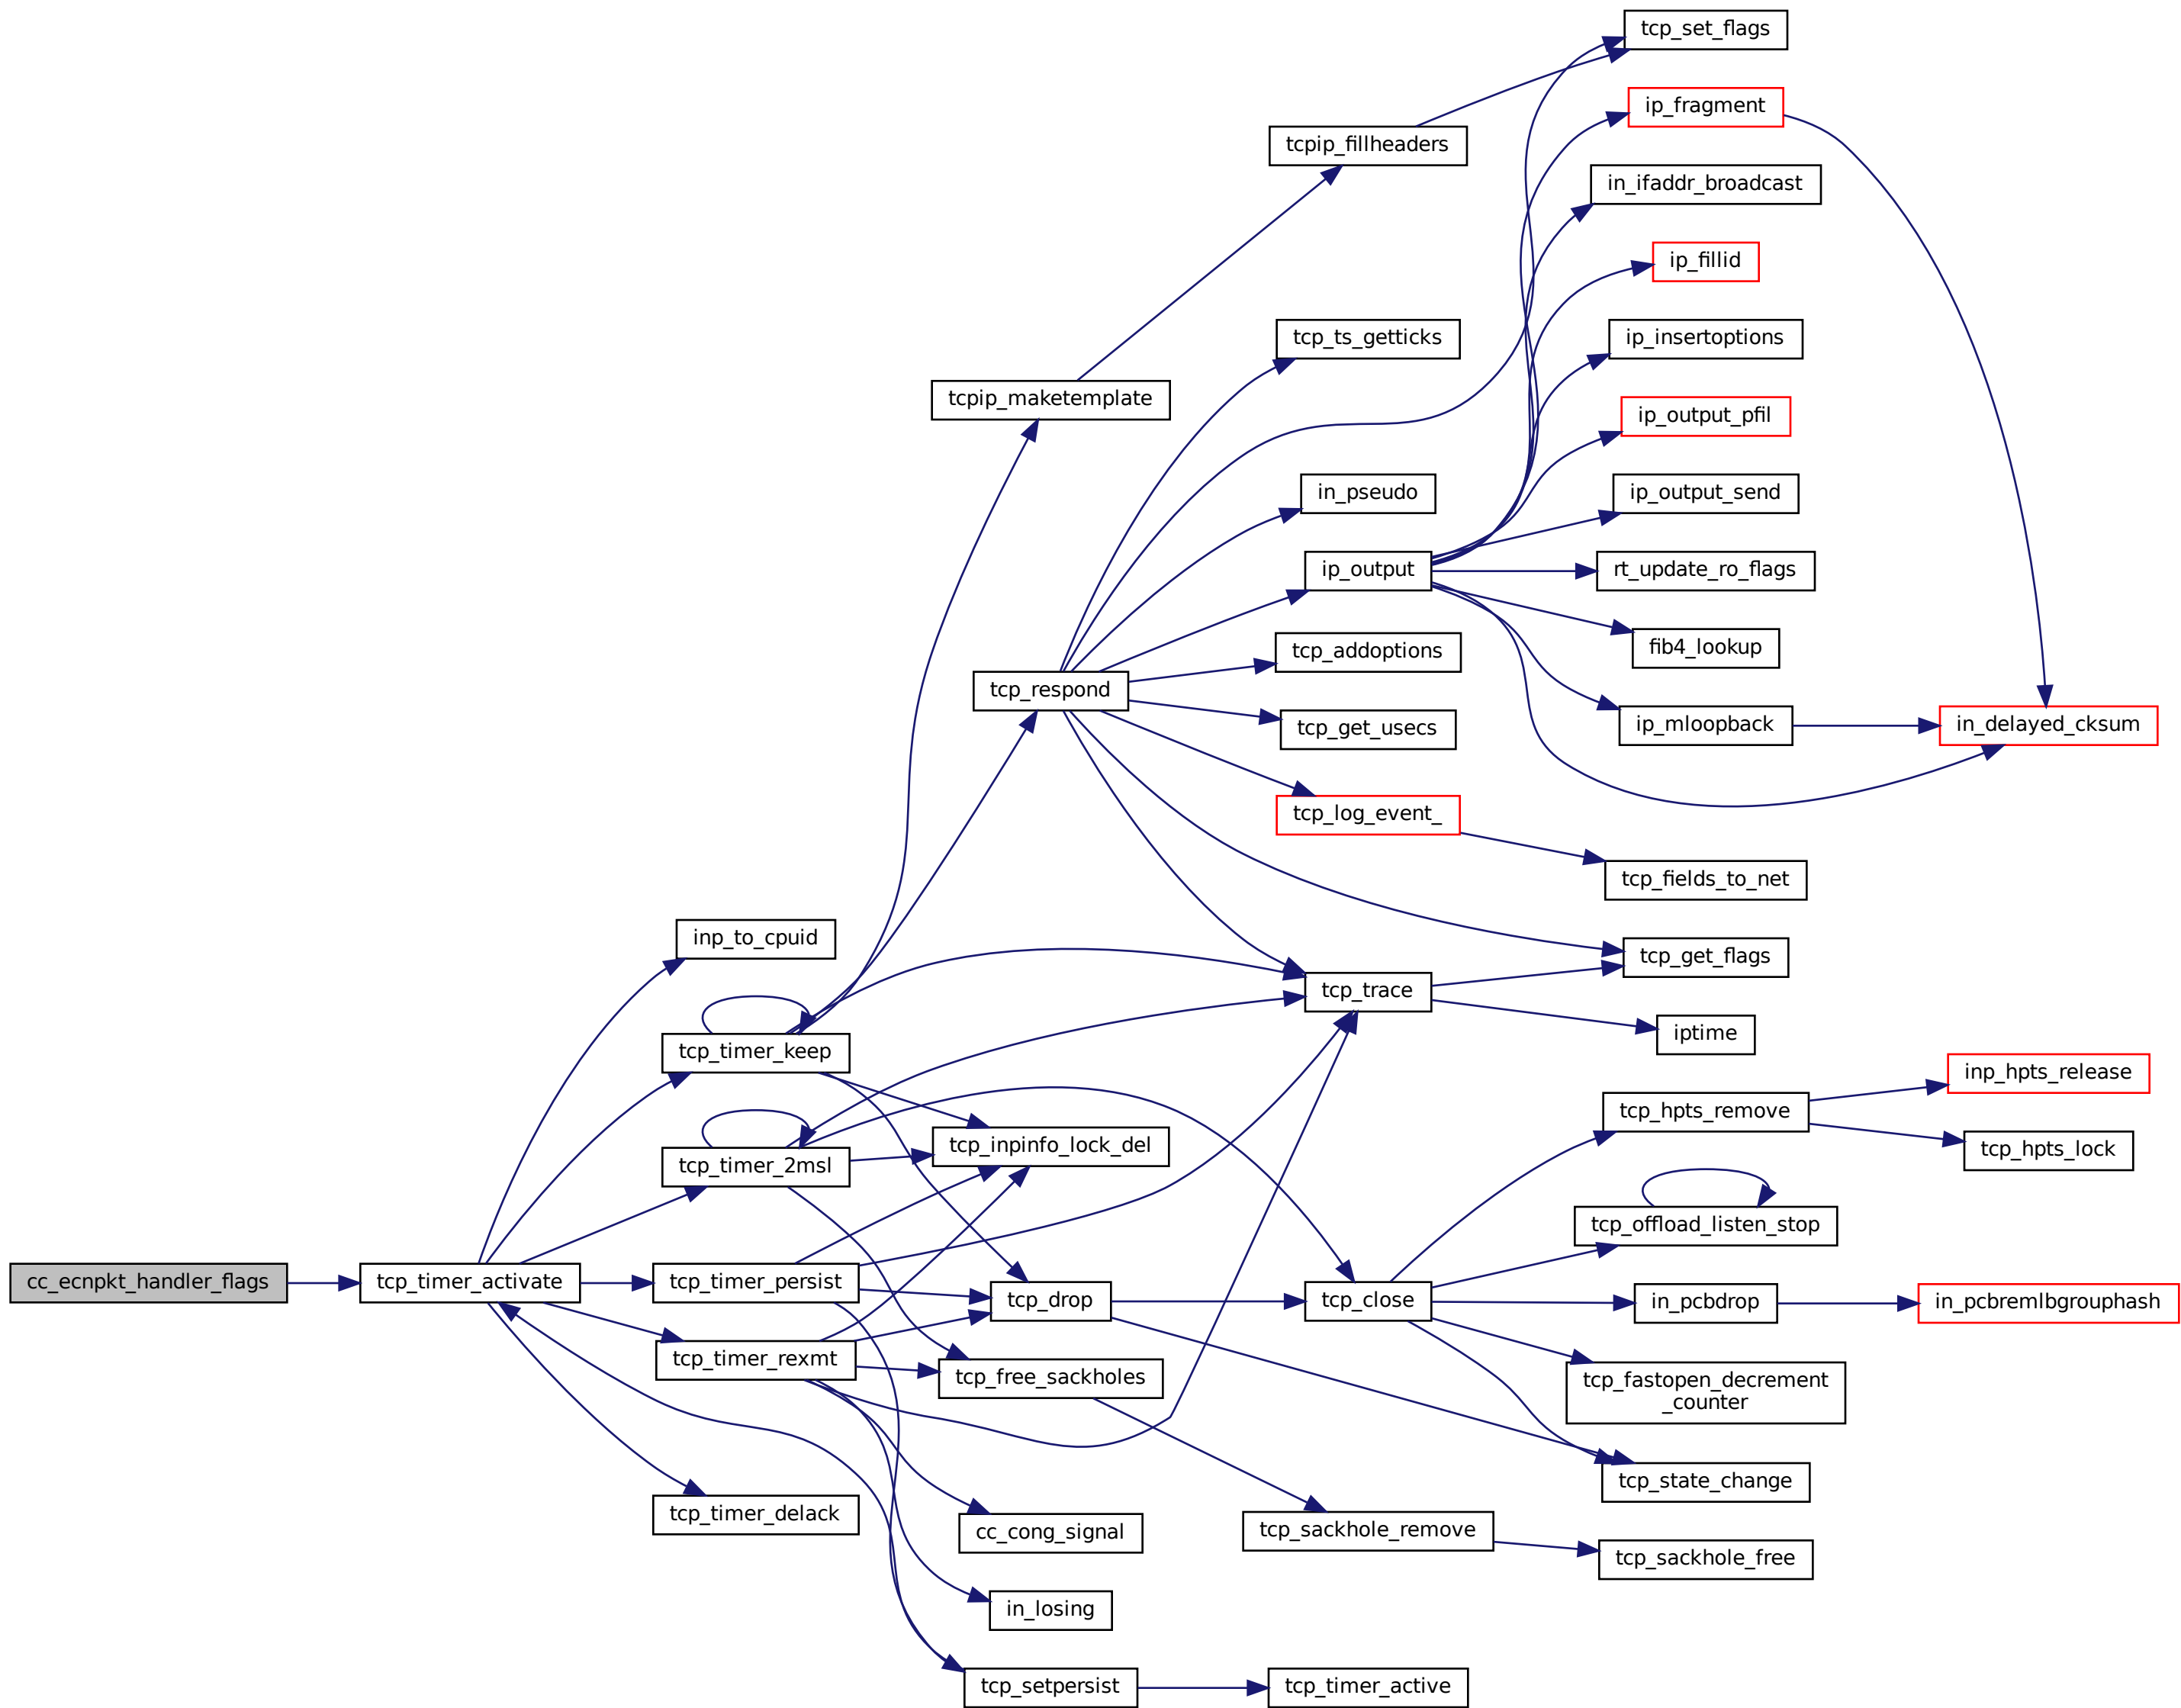 tcp_set_flags
ip_fragment
tcpip_fillheaders
in_ifaddr_broadcast
ip_fillid
tcp_ts_getticks
ip_insertoptions
tcpip_maketemplate
ip_output_pfil
in_pseudo
ip_output_send
ip_output
rt_update_ro_flags
tcp_addoptions
fib4_lookup
tcp_respond
tcp_get_usecs
ip_mloopback
in_delayed_cksum
tcp_log_event_
tcp_fields_to_net
inp_to_cpuid
tcp_get_flags
tcp_trace
iptime
tcp_timer_keep
inp_hpts_release
tcp_hpts_remove
tcp_inpinfo_lock_del
tcp_hpts_lock
tcp_timer_2msl
tcp_offload_listen_stop
cc_ecnpkt_handler_flags
tcp_timer_activate
tcp_timer_persist
tcp_drop
tcp_close
in_pcbdrop
in_pcbremlbgrouphash
tcp_timer_rexmt
tcp_free_sackholes
tcp_fastopen_decrement
_counter
tcp_state_change
tcp_timer_delack
cc_cong_signal
tcp_sackhole_remove
tcp_sackhole_free
in_losing
tcp_setpersist
tcp_timer_active